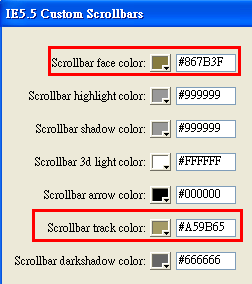 IE5.5 Custom Scrollbars
Scrollbar face color: #867B3F
Scrollbar highlight color: #999999
Scrollbar shadow color: #999999
Scrollbar 3d light color: #FFFFFF
Scrollbar arrow color: #000000
Scrollbar track color: #A59B65
Scrollbar darkshadow color: #666666